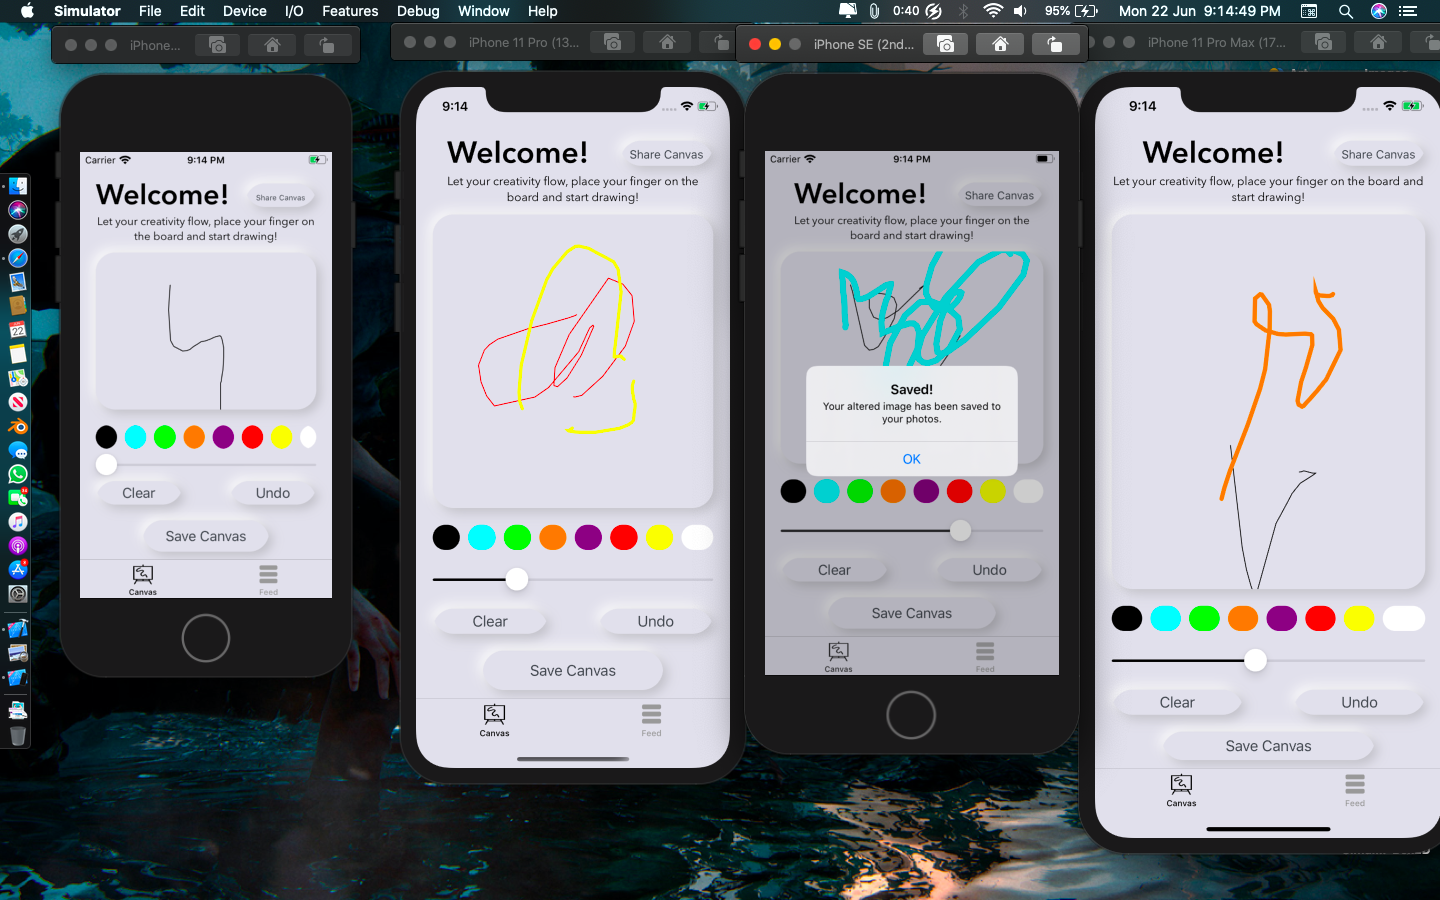 Simulator File Edit Device I/O Features Debug Window Help 0:40 95% Mon 22 Jun 9:14:49 PM
iPhone...
iPhone 11 Pro (13...
iPhone SE (2nd...
iPhone 11 Pro Max (17...
Carrier 9:14 PM
Welcome!
Share Canvas
Let your creativity flow, place your finger on
the board and start drawing!
Clear
Undo
Save Canvas
Canvas
Feed
9:14
Welcome!
Share Canvas
Let your creativity flow, place your finger on the
board and start drawing!
Clear
Undo
Save Canvas
Canvas
Feed
Carrier 9:14 PM
Welcome!
Share Canvas
Let your creativity flow, place your finger on the
board and start drawing!
Saved!
Your altered image has been saved to
your photos.
OK
Clear
Undo
Save Canvas
Canvas
Feed
9:14
Welcome!
Share Canvas
Let your creativity flow, place your finger on the board and
start drawing!
Clear
Undo
Save Canvas
Canvas
Feed
22